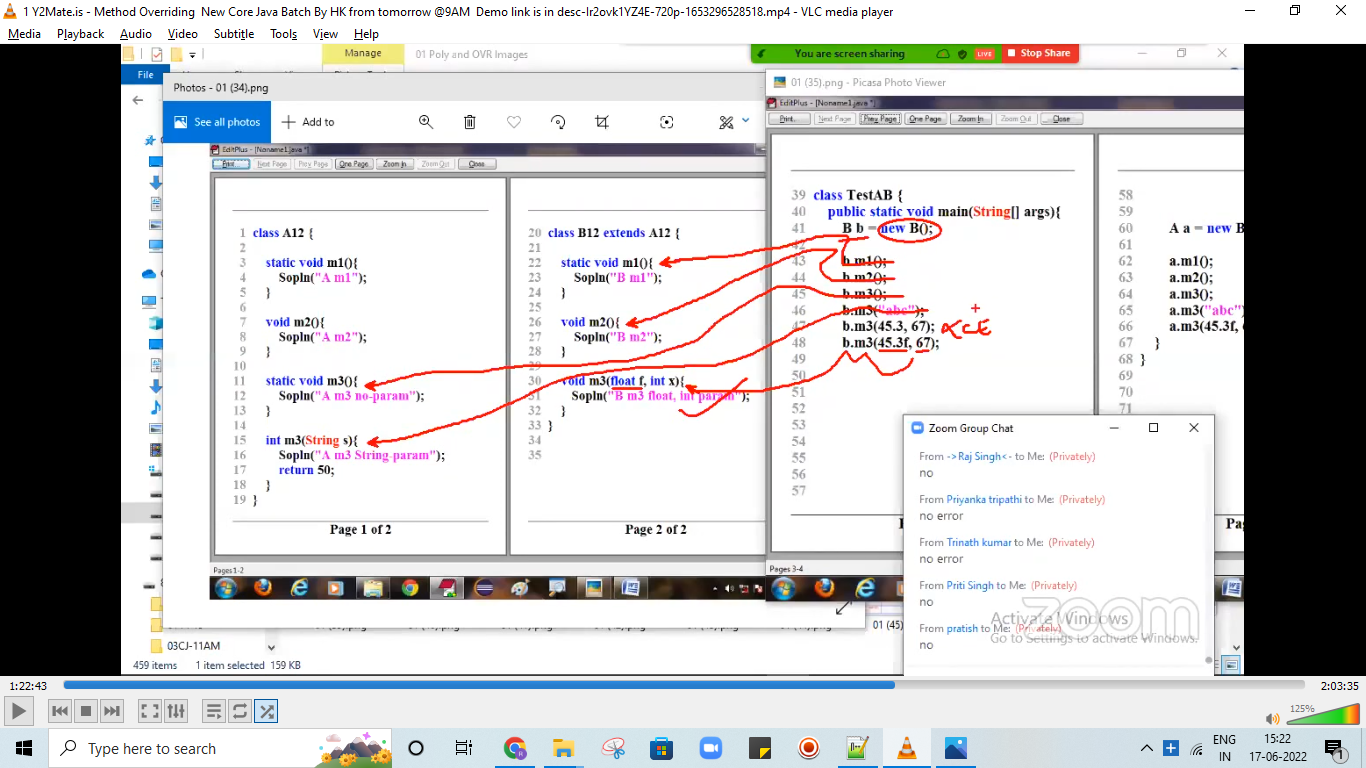 1 Y2Mate.is - Method Overriding New Core Java Batch By HK from tomorrow @9AM Demo link is in desc-lr2ovk1YZ4E-720p-1653296528518.mp4 - VLC media player
Media Playback Audio Video Subtitle Tools View Help
Manage 01 Poly and OVR Images
You are screen sharing LIVE Stop Share
File
Photos - 01 (34).png
See all photos Add to
EditPlus - [Noname1.java *]
Print... Next Page Prev Page One Page Zoom In Zoom Out Close
1 class A12 {
2
3 static void m1(){
4 Sopln("A m1");
5 }
6
7 void m2(){
8 Sopln("A m2");
9 }
10
11 static void m3(){
12 Sopln("A m3 no-param");
13 }
14
15 int m3(String s){
16 Sopln("A m3 String-param");
17 return 50;
18 }
19 }
Page 1 of 2
20 class B12 extends A12 {
21
22 static void m1(){
23 Sopln("B m1");
24 }
25
26 void m2(){
27 Sopln("B m2");
28 }
29
30 void m3(float f, int x){
31 Sopln("B m3 float, int param");
32 }
33 }
34
35
Page 2 of 2
Pages 1-2
01 (35).png - Picasa Photo Viewer
EditPlus - [Noname1.java *]
Print... Next Page Prev Page One Page Zoom In Zoom Out Close
39 class TestAB {
40 public static void main(String[] args){
41 B b = new B();
42
43 b.m1();
44 b.m2();
45 b.m3();
46 b.m3("abc");
47 b.m3(45.3, 67); CE
48 b.m3(45.3f, 67);
49
50
51
52
53
54
55
56
57
Pages 3-4
58
59
60 A a = new B
61
62 a.m1();
63 a.m2();
64 a.m3();
65 a.m3("abc")
66 a.m3(45.3f, 6
67 }
68 }
69
70
71
Zoom Group Chat
From ->Raj Singh<- to Me: (Privately)
no
From Priyanka tripathi to Me: (Privately)
no error
From Trinath kumar to Me: (Privately)
no error
From Priti Singh to Me: (Privately)
no
From pratish to Me: (Privately)
no
zoom
Activate Windows
Go to Settings to activate Windows.
03CJ-11AM
01 (45)
459 items 1 item selected 159 KB
1:22:43 2:03:35
125%
Type here to search
ENG
IN
15:22
17-06-2022
1